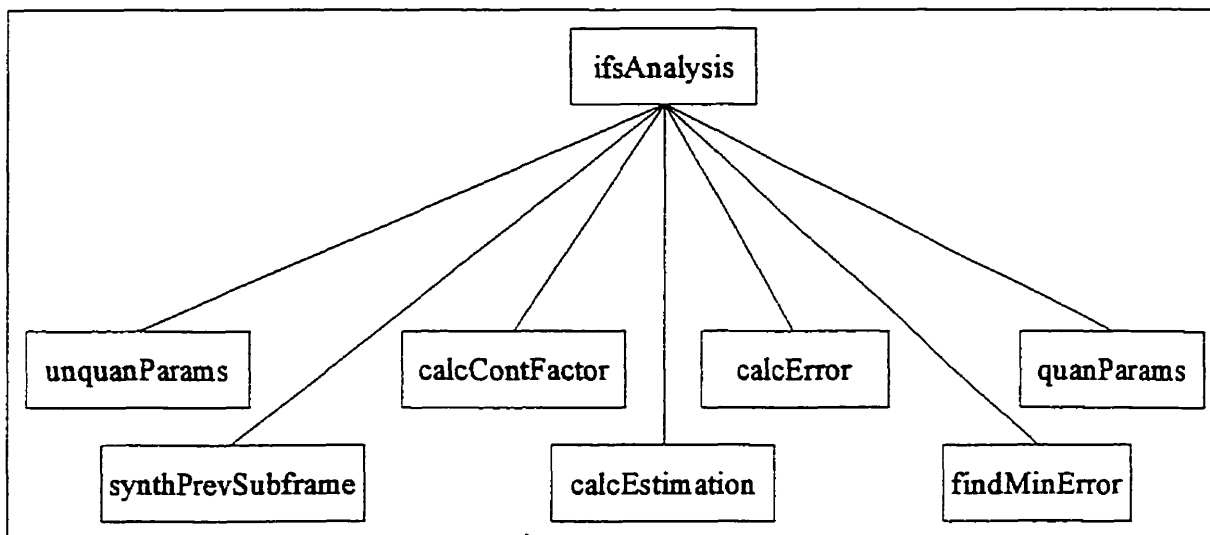 ifsAnalysis
unquanParams
calcContFactor
calcError
quanParams
synthPrevSubframe
calcEstimation
findMinError